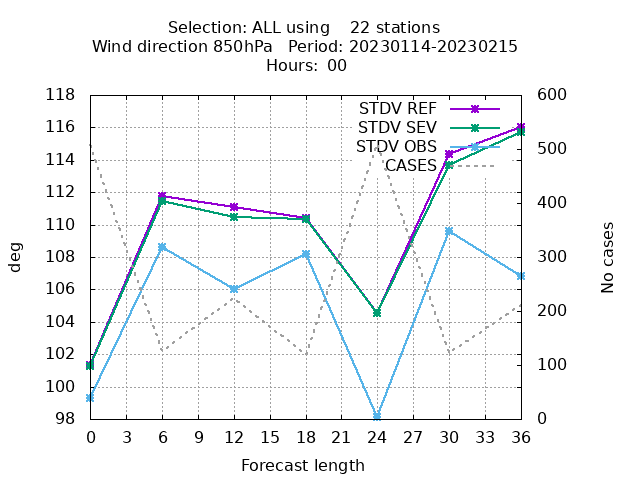 Selection: ALL using    22 stations
Wind direction 850hPa   Period: 20230114-20230215
Hours: 00
118
116
114
112
110
108
106
104
102
100
98
600
500
400
300
200
100
0
STDV REF
STDV SEV
STDV OBS
CASES
deg
No cases
0 3 6 9 12 15 18 21 24 27 30 33 36
Forecast length